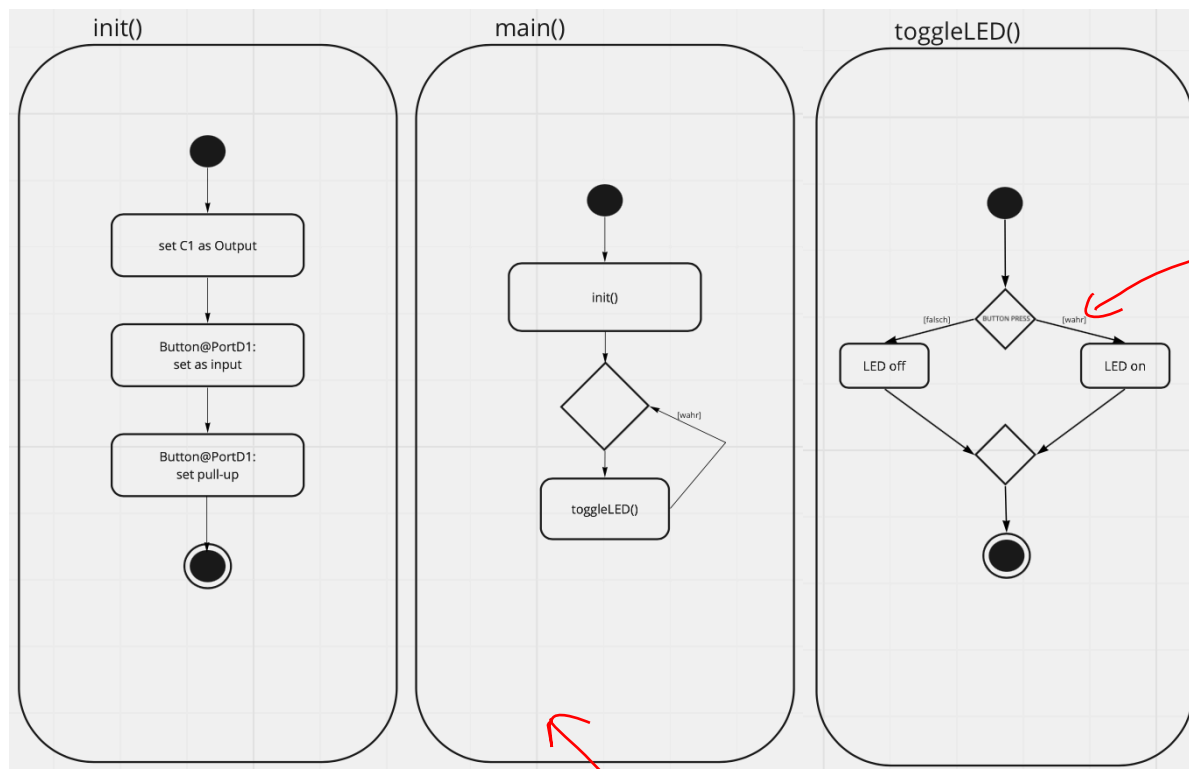 init()
set C1 as Output
Button@PortD1:
set as input
Button@PortD1:
set pull-up
main()
init()
[wahr]
toggleLED()
toggleLED()
BUTTON PRESS
[falsch]
[wahr]
LED off
LED on